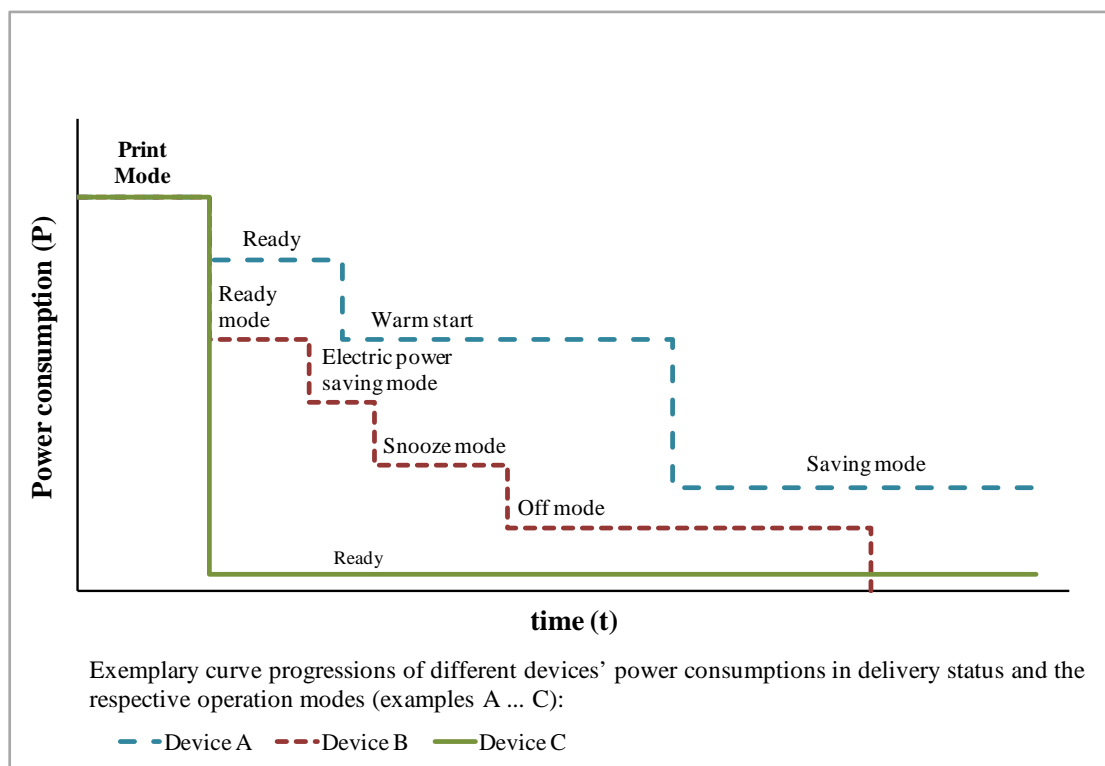 Print
Mode
Ready
Ready
mode
Warm start
Electric power
saving mode
Snooze mode
Saving mode
Off mode
Ready
Power consumption (P)
time (t)
Exemplary curve progressions of different devices' power consumptions in delivery status and the
respective operation modes (examples A ... C):
Device A
Device B
Device C